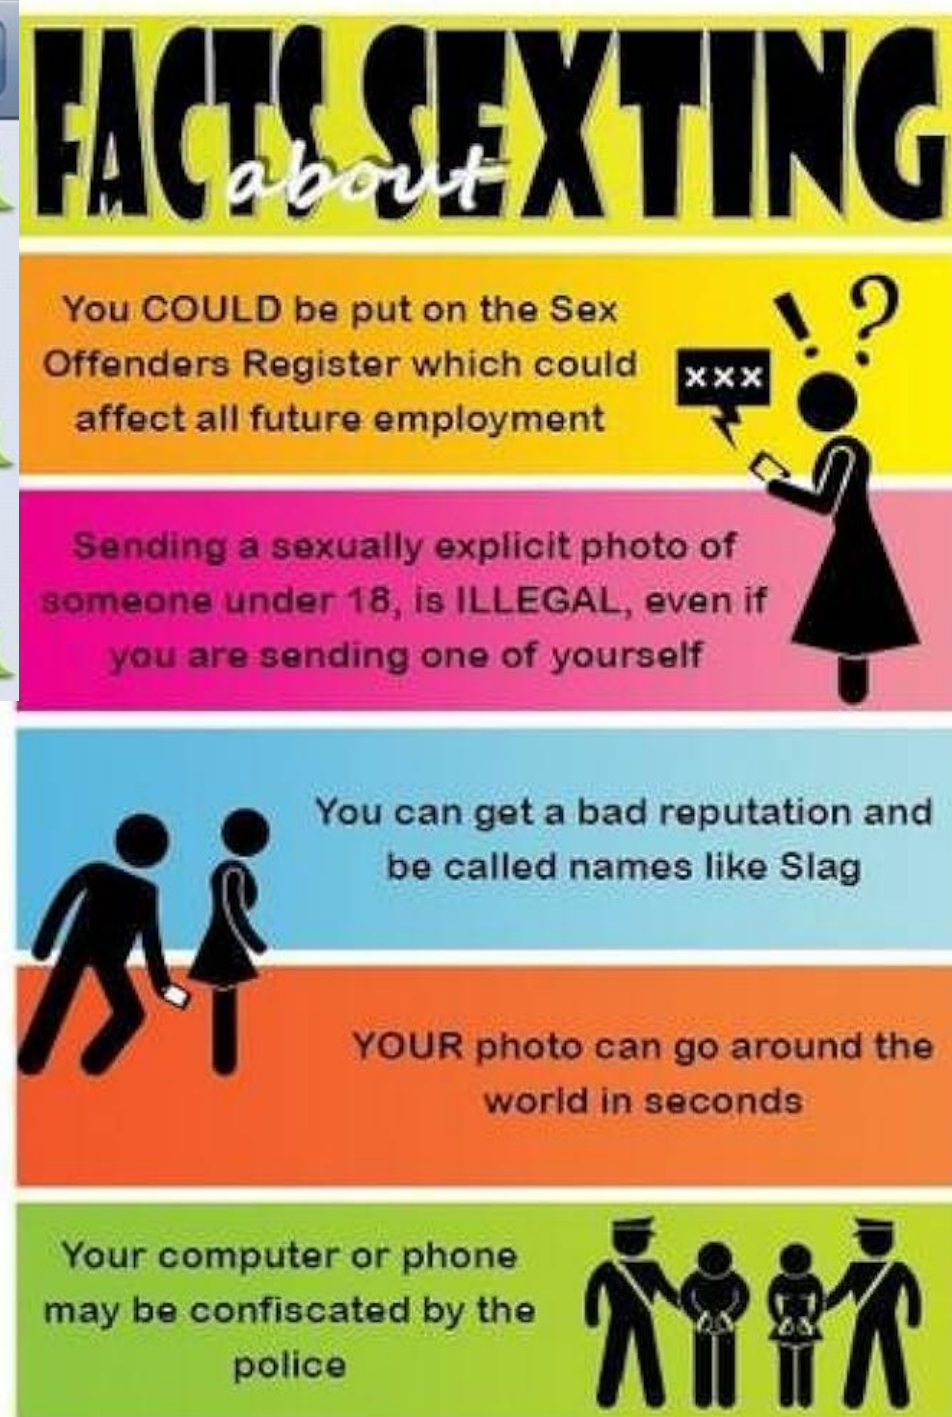 FACTS about SEXTING
You COULD be put on the Sex
Offenders Register which could
affect all future employment
xxx
Sending a sexually explicit photo of
someone under 18, is ILLEGAL, even if
you are sending one of yourself
You can get a bad reputation and
be called names like Slag
YOUR photo can go around the
world in seconds
Your computer or phone
may be confiscated by the
police